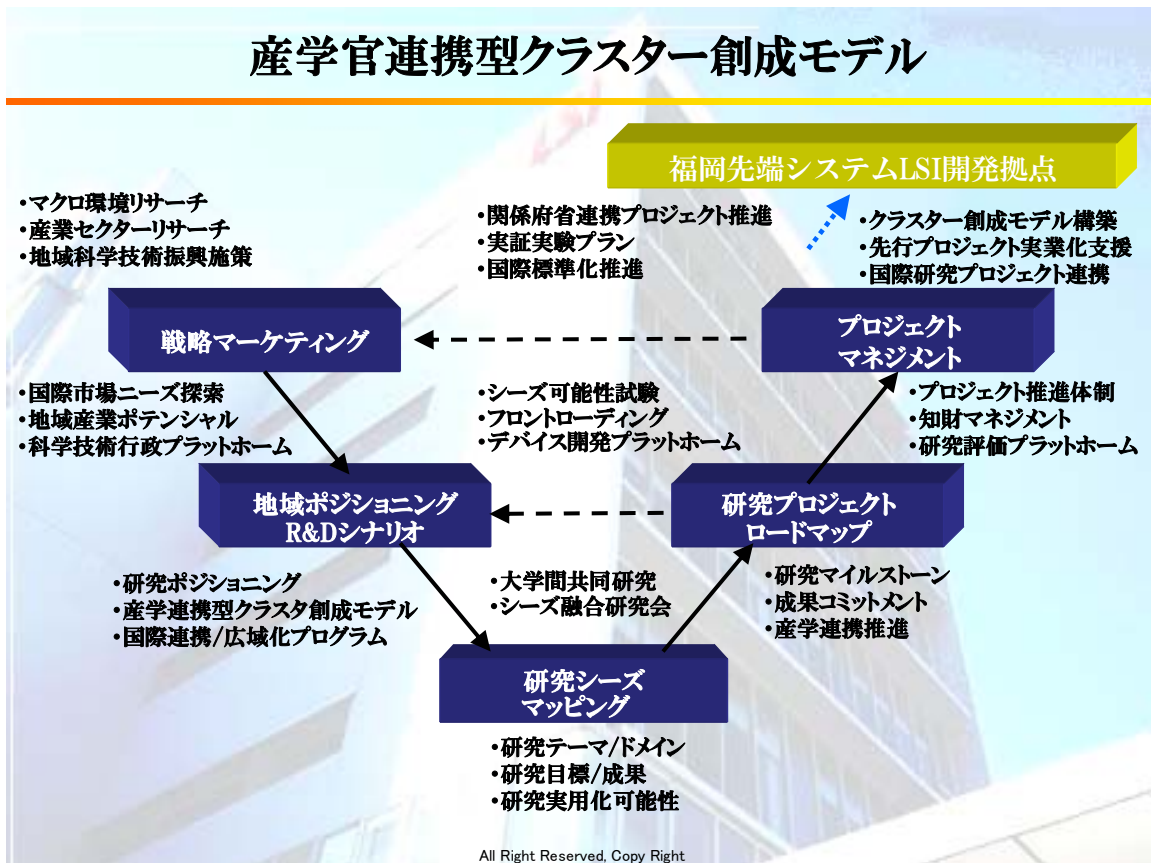 産学官連携型クラスター創成モデル
福岡先端システムLSI開発拠点
・マクロ環境リサーチ
・産業セクターリサーチ
・地域科学技術振興施策
・関係府省連携プロジェクト推進
・実証実験プラン
・国際標準化推進
・クラスター創成モデル構築
・先行プロジェクト実業化支援
・国際研究プロジェクト連携
戦略マーケティング
プロジェクト
マネジメント
・国際市場ニーズ探索
・地域産業ポテンシャル
・科学技術行政プラットホーム
・シーズ可能性試験
・フロントローディング
・デバイス開発プラットホーム
・プロジェクト推進体制
・知財マネジメント
・研究評価プラットホーム
地域ポジショニング
R&Dシナリオ
研究プロジェクト
ロードマップ
・研究ポジショニング
・産学連携型クラスタ創成モデル
・国際連携/広域化プログラム
・大学間共同研究
・シーズ融合研究会
・研究マイルストーン
・成果コミットメント
・産学連携推進
研究シーズ
マッピング
・研究テーマ/ドメイン
・研究目標/成果
・研究実用化可能性
All Right Reserved, Copy Right